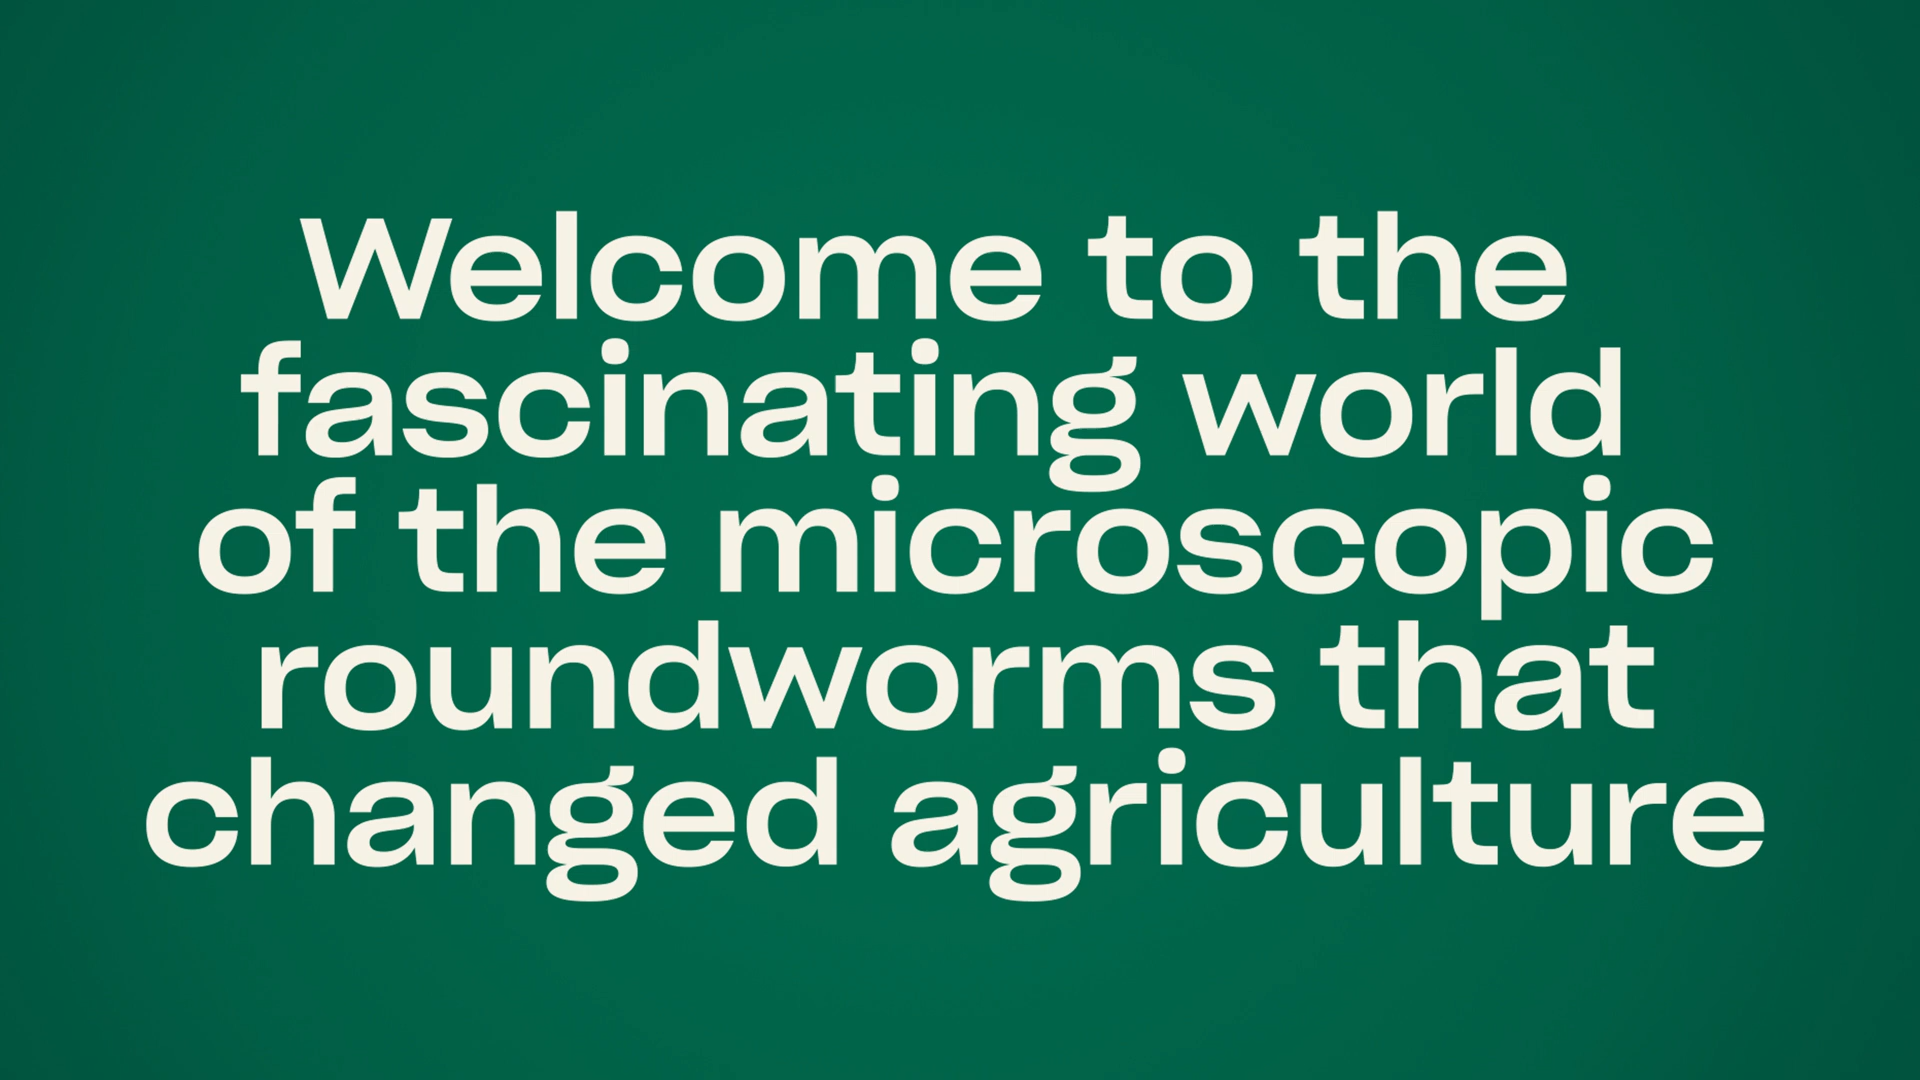 Welcome to the
fascinating world
of the microscopic
roundworms that
changed agriculture